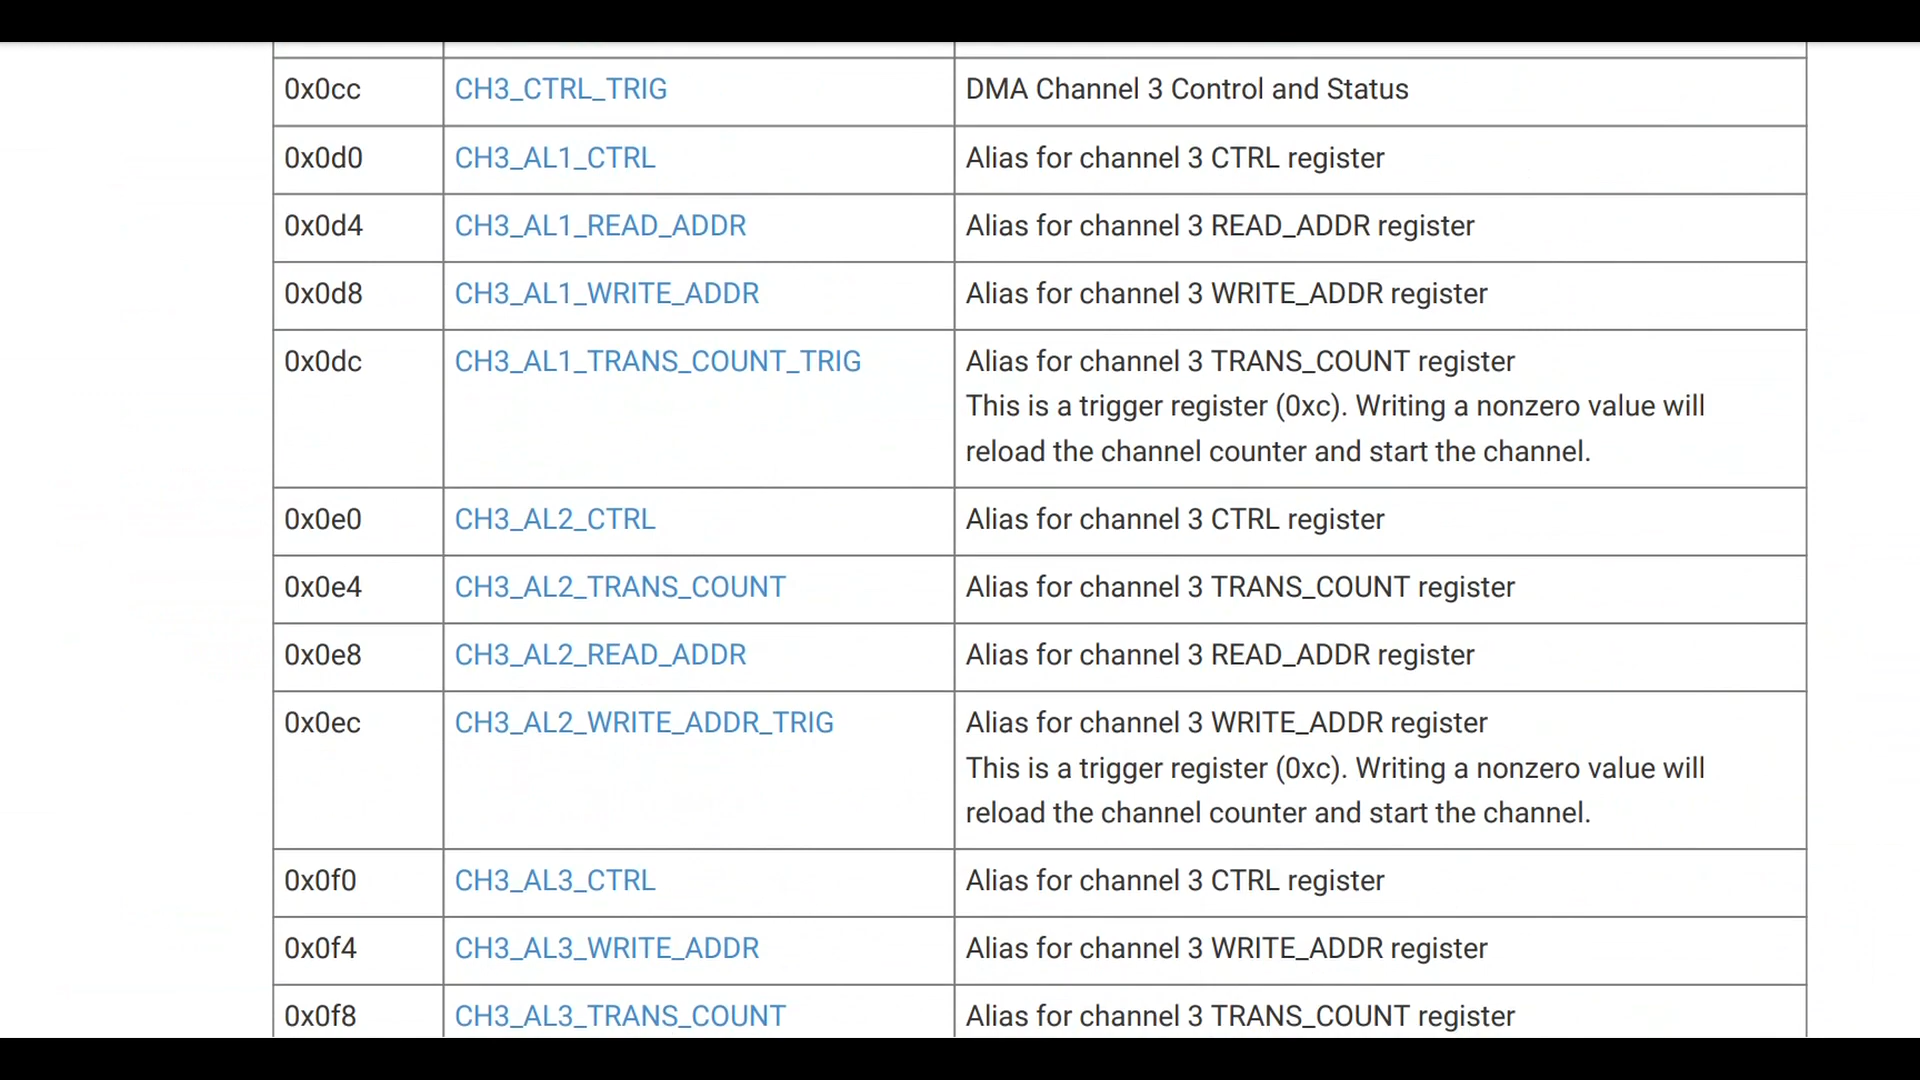 0x0cc CH3_CTRL_TRIG DMA Channel 3 Control and Status
0x0d0 CH3_AL1_CTRL Alias for channel 3 CTRL register
0x0d4 CH3_AL1_READ_ADDR Alias for channel 3 READ_ADDR register
0x0d8 CH3_AL1_WRITE_ADDR Alias for channel 3 WRITE_ADDR register
0x0dc CH3_AL1_TRANS_COUNT_TRIG Alias for channel 3 TRANS_COUNT register
This is a trigger register (0xc). Writing a nonzero value will
reload the channel counter and start the channel.
0x0e0 CH3_AL2_CTRL Alias for channel 3 CTRL register
0x0e4 CH3_AL2_TRANS_COUNT Alias for channel 3 TRANS_COUNT register
0x0e8 CH3_AL2_READ_ADDR Alias for channel 3 READ_ADDR register
0x0ec CH3_AL2_WRITE_ADDR_TRIG Alias for channel 3 WRITE_ADDR register
This is a trigger register (0xc). Writing a nonzero value will
reload the channel counter and start the channel.
0x0f0 CH3_AL3_CTRL Alias for channel 3 CTRL register
0x0f4 CH3_AL3_WRITE_ADDR Alias for channel 3 WRITE_ADDR register
0x0f8 CH3_AL3_TRANS_COUNT Alias for channel 3 TRANS_COUNT register